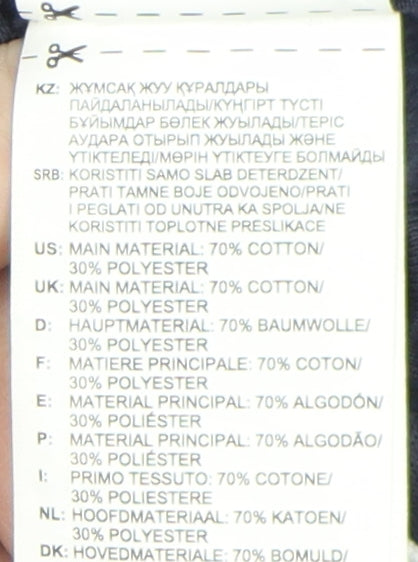 KZ: ЖҰМСАҚ ЖУУ ҚҰРАЛДАРЫ
ПАЙДАЛАНЫЛАДЫ/КҮҢГІРТ ТҮСТІ
БҰЙЫМДАР БӨЛЕК ЖУЫЛАДЫ/ТЕРІС
АУДАРА ОТЫРЫП ЖУЫЛАДЫ ЖӘНЕ
ҮТІКТЕЛЕДІ/МӨРІН ҮТІКТЕУГЕ БОЛМАЙДЫ
SRB: KORISTITI SAMO SLAB DETERDZENT/
PRATI TAMNE BOJE ODVOJENO/PRATI
I PEGLATI OD UNUTRA KA SPOLJA/NE
KORISTITI TOPLOTNE PRESLIKACE
US: MAIN MATERIAL: 70% COTTON/
30% POLYESTER
UK: MAIN MATERIAL: 70% COTTON/
30% POLYESTER
D: HAUPTMATERIAL: 70% BAUMWOLLE/
30% POLYESTER
F: MATIERE PRINCIPALE: 70% COTON/
30% POLYESTER
E: MATERIAL PRINCIPAL: 70% ALGODÓN/
30% POLIÉSTER
P: MATERIAL PRINCIPAL: 70% ALGODÃO/
30% POLIÉSTER
I: PRIMO TESSUTO: 70% COTONE/
30% POLIESTERE
NL: HOOFDMATERIAAL: 70% KATOEN/
30% POLYESTER
DK: HOVEDMATERIALE: 70% BOMULD/